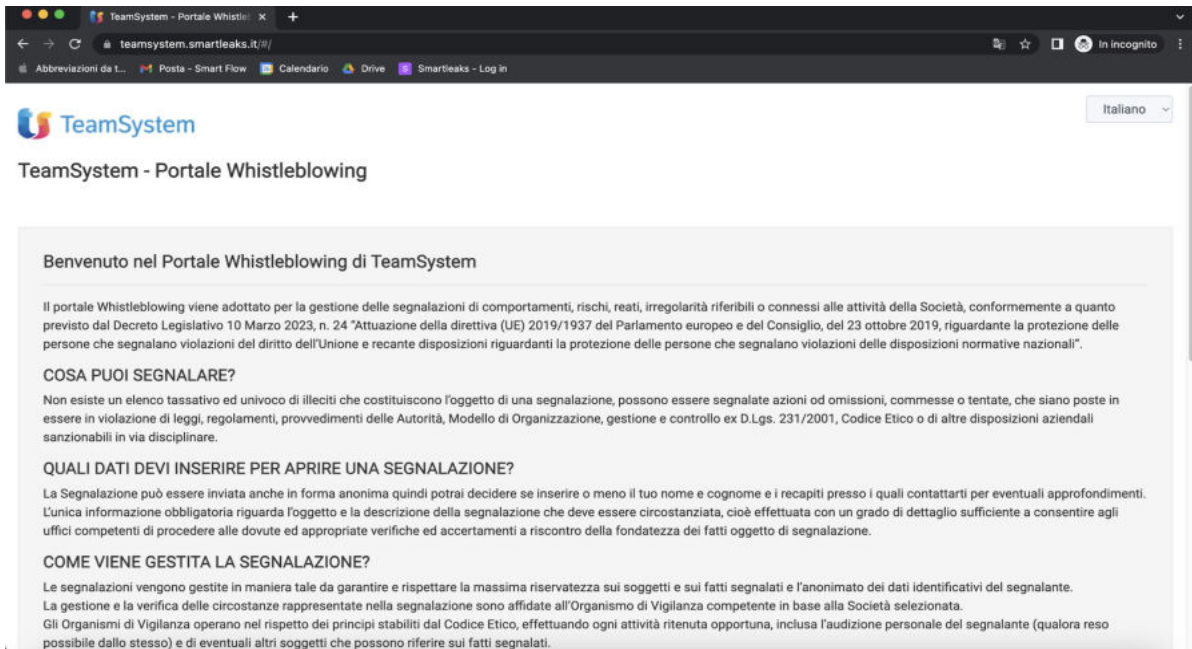 TeamSystem - Portale Whistle
teamsystem.smartleaks.it/#/
In incognito
Abbreviazioni da t... Posta - Smart Flow Calendario Drive Smartleaks - Log in
Italiano
TeamSystem
TeamSystem - Portale Whistleblowing
Benvenuto nel Portale Whistleblowing di TeamSystem
Il portale Whistleblowing viene adottato per la gestione delle segnalazioni di comportamenti, rischi, reati, irregolarità riferibili o connessi alle attività della Società, conformemente a quanto
previsto dal Decreto Legislativo 10 Marzo 2023, n. 24 “Attuazione della direttiva (UE) 2019/1937 del Parlamento europeo e del Consiglio, del 23 ottobre 2019, riguardante la protezione delle
persone che segnalano violazioni del diritto dell’Unione e recante disposizioni riguardanti la protezione delle persone che segnalano violazioni delle disposizioni normative nazionali”.
COSA PUOI SEGNALARE?
Non esiste un elenco tassativo ed univoco di illeciti che costituiscono l’oggetto di una segnalazione, possono essere segnalate azioni od omissioni, commesse o tentate, che siano poste in
essere in violazione di leggi, regolamenti, provvedimenti delle Autorità, Modello di Organizzazione, gestione e controllo ex D.Lgs. 231/2001, Codice Etico o di altre disposizioni aziendali
sanzionabili in via disciplinare.
QUALI DATI DEVI INSERIRE PER APRIRE UNA SEGNALAZIONE?
La Segnalazione può essere inviata anche in forma anonima quindi potrai decidere se inserire o meno il tuo nome e cognome e i recapiti presso i quali contattarti per eventuali approfondimenti.
L’unica informazione obbligatoria riguarda l’oggetto e la descrizione della segnalazione che deve essere circostanziata, cioè effettuata con un grado di dettaglio sufficiente a consentire agli
uffici competenti di procedere alle dovute ed appropriate verifiche ed accertamenti a riscontro della fondatezza dei fatti oggetto di segnalazione.
COME VIENE GESTITA LA SEGNALAZIONE?
Le segnalazioni vengono gestite in maniera tale da garantire e rispettare la massima riservatezza sui soggetti e sui fatti segnalati e l’anonimato dei dati identificativi del segnalante.
La gestione e la verifica delle circostanze rappresentate nella segnalazione sono affidate all’Organismo di Vigilanza competente in base alla Società selezionata.
Gli Organismi di Vigilanza operano nel rispetto dei principi stabiliti dal Codice Etico, effettuando ogni attività ritenuta opportuna, inclusa l’audizione personale del segnalante (qualora reso
possibile dallo stesso) e di eventuali altri soggetti che possono riferire sui fatti segnalati.